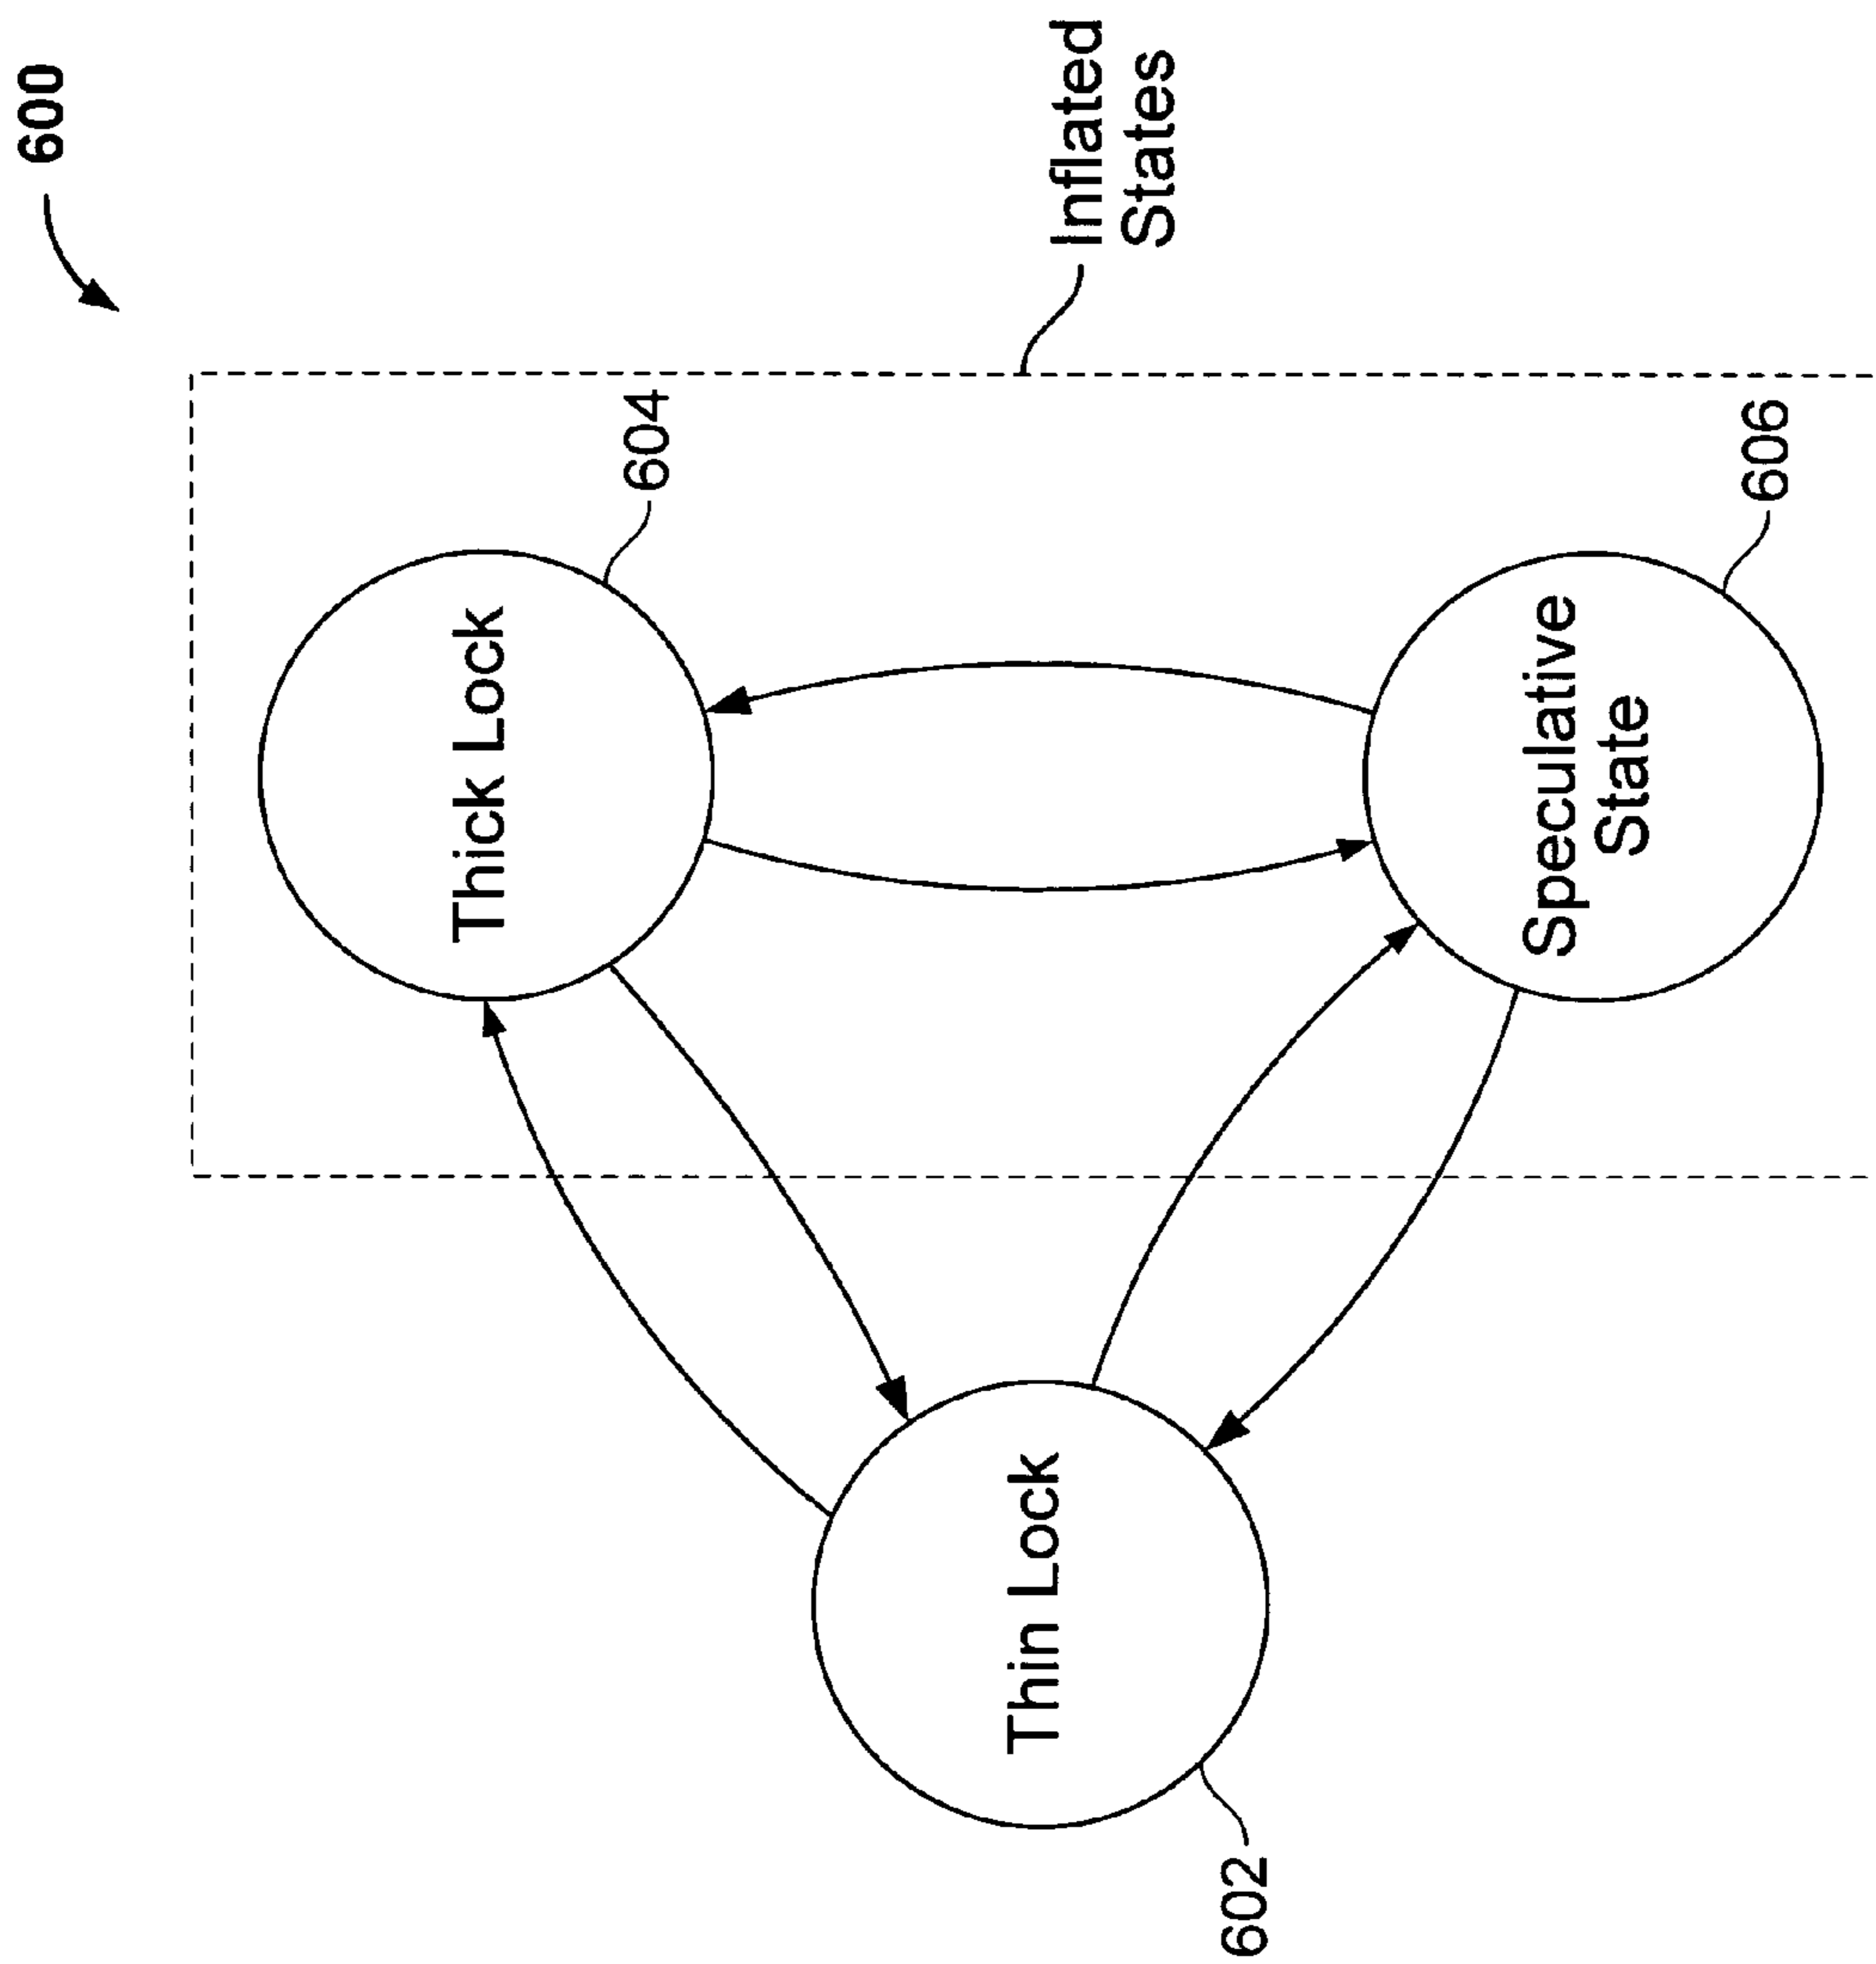 600
Inflated
States
604
Thick Lock
606
Speculative
State
Thin Lock
602